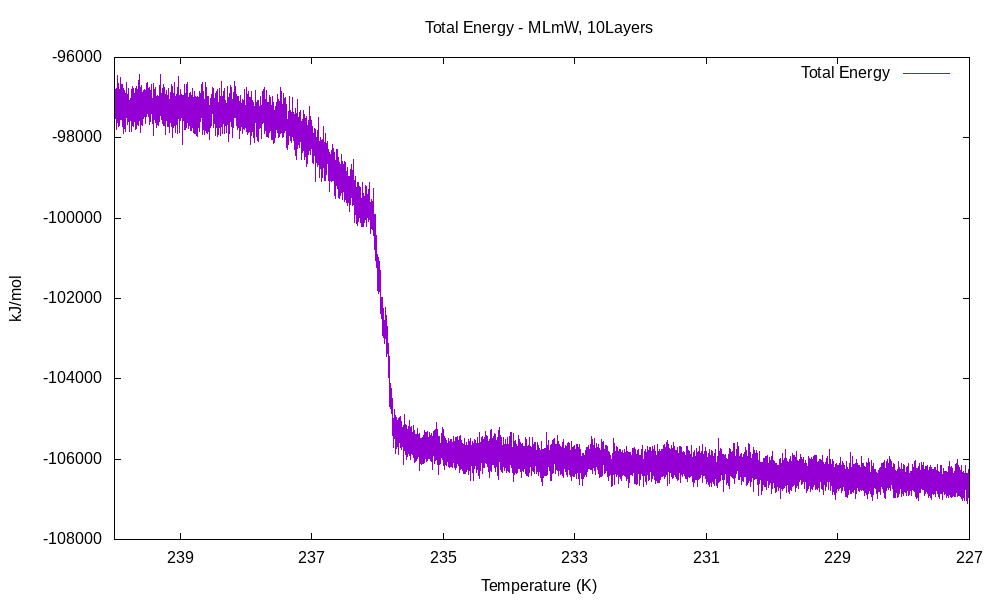 Total Energy - MLmW, 10Layers
-96000
Total Energy
-98000
-100000
-102000
kJ/mol
-104000
-106000
-108000
239 237 235 233 231 229 227
Temperature (K)